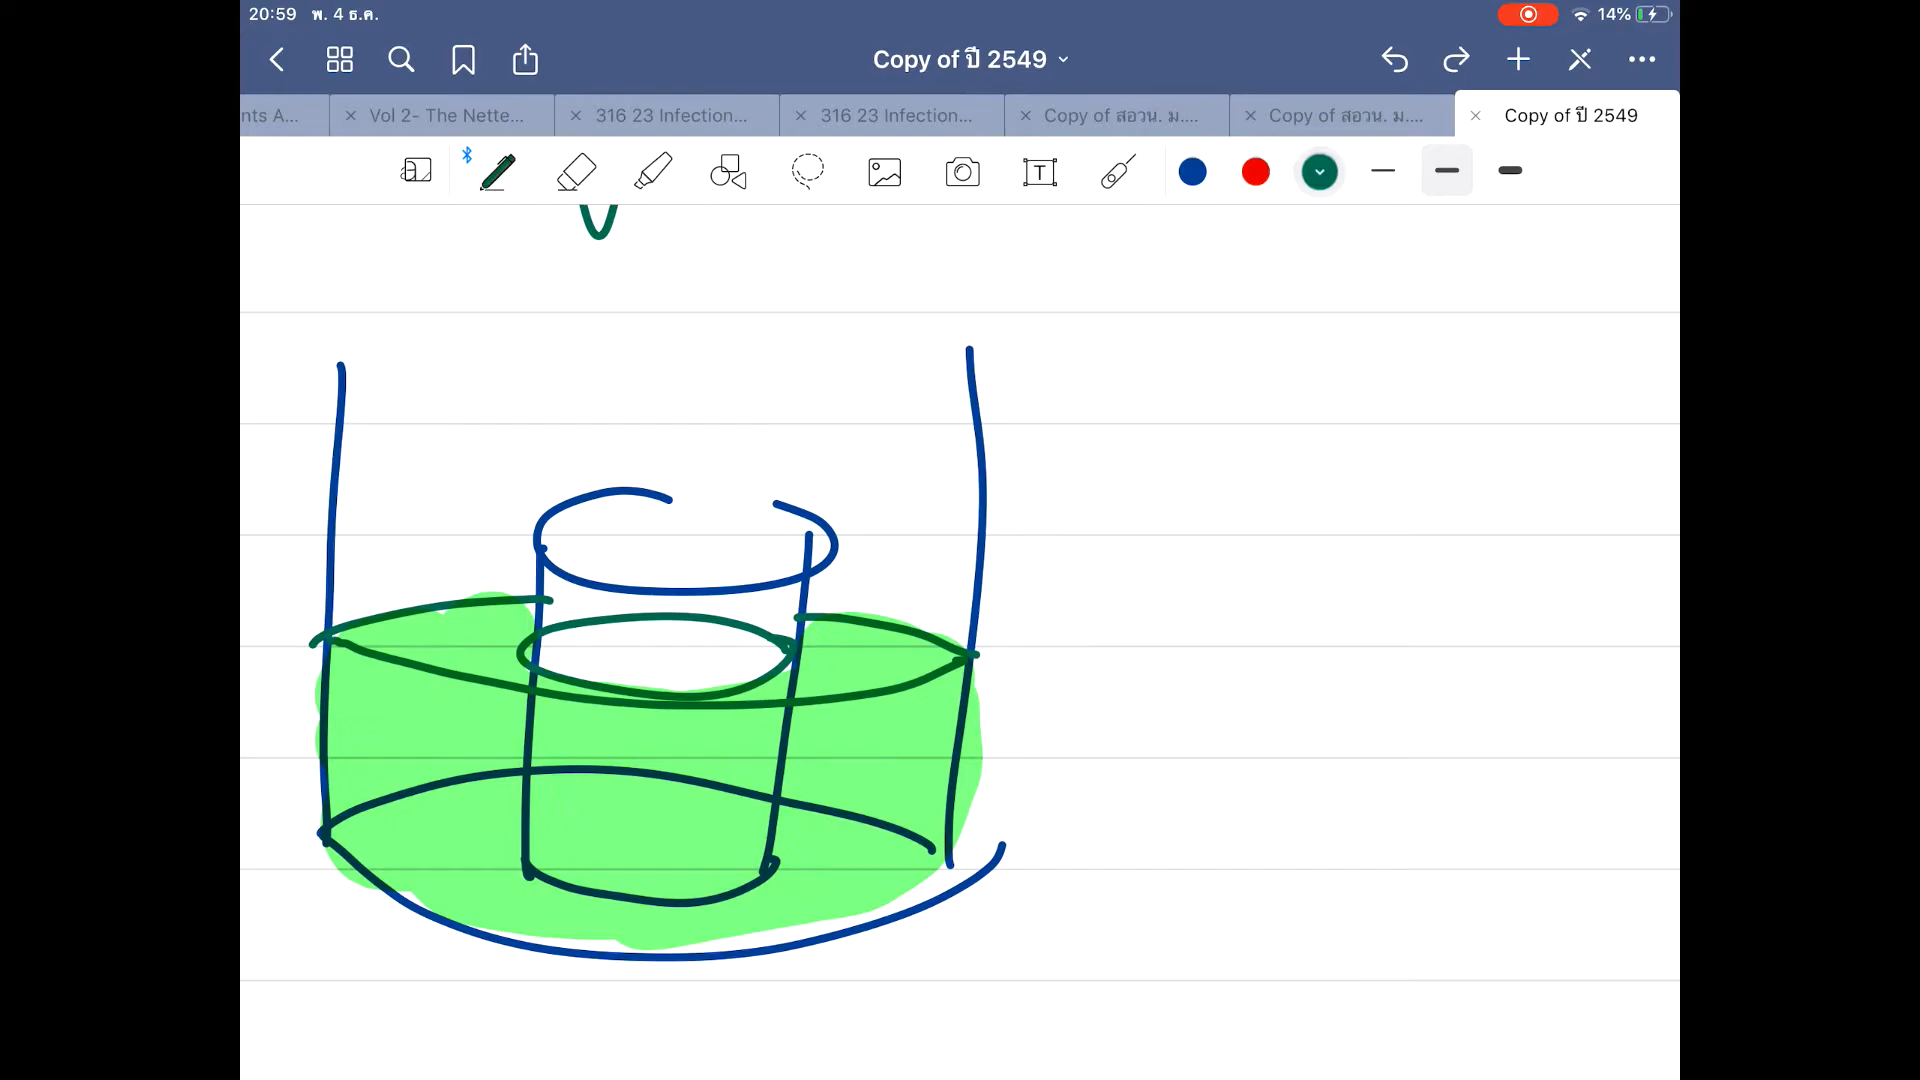 20:59 พ. 4 ธ.ค. 14%
Copy of ปี 2549
nts A... Vol 2- The Nette... 316 23 Infection... 316 23 Infection... Copy of สอวน. ม.... Copy of สอวน. ม.... Copy of ปี 2549
T